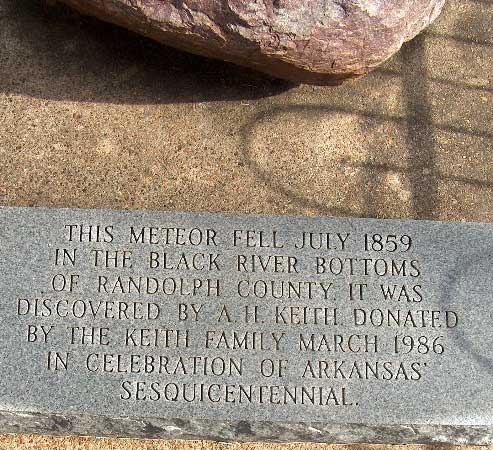 THIS METEOR FELL JULY 1859
IN THE BLACK RIVER BOTTOMS
OF RANDOLPH COUNTY. IT WAS
DISCOVERED BY A.H. KEITH. DONATED
BY THE KEITH FAMILY MARCH 1986
IN CELEBRATION OF ARKANSAS'
SESQUICENTENNIAL.